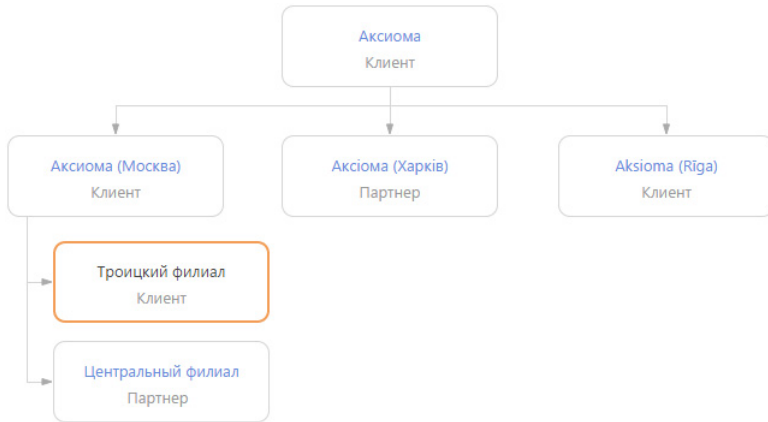 Аксиома
Клиент
Аксиома (Москва)
Клиент
Аксіома (Харків)
Партнер
Aksioma (Rīga)
Клиент
Троицкий филиал
Клиент
Центральный филиал
Партнер